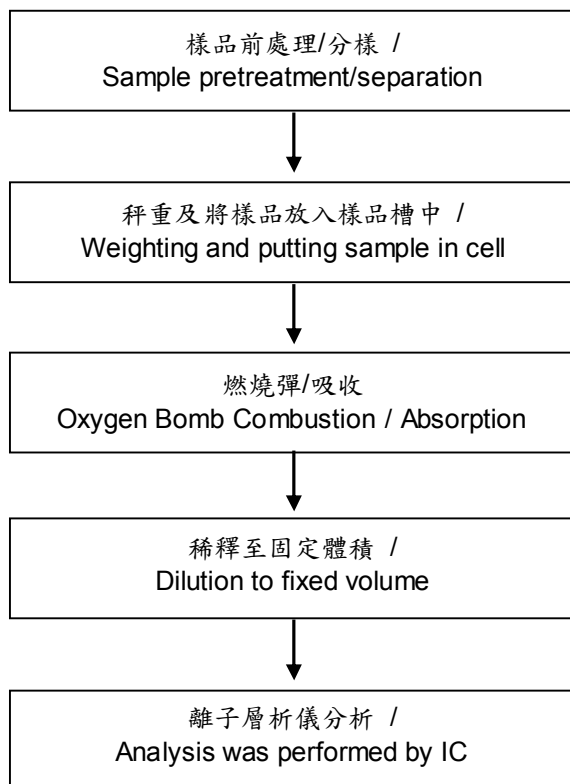 樣品前處理/分樣 /
Sample pretreatment/separation
秤重及將樣品放入樣品槽中 /
Weighting and putting sample in cell
燃燒彈/吸收
Oxygen Bomb Combustion / Absorption
稀釋至固定體積 /
Dilution to fixed volume
離子層析儀分析 /
Analysis was performed by IC